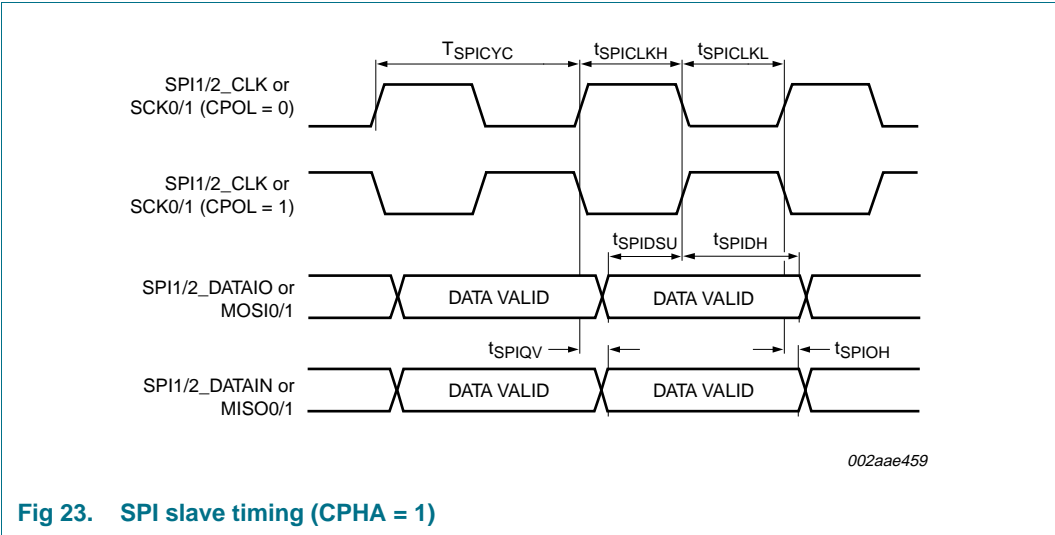 TSPICYC
tSPICLKH
tSPICLKL
SPI1/2_CLK or
SCK0/1 (CPOL = 0)
SPI1/2_CLK or
SCK0/1 (CPOL = 1)
tSPIDSU
tSPIDH
SPI1/2_DATAIO or
MOSI0/1
DATA VALID
DATA VALID
tSPIQV
tSPIOH
SPI1/2_DATAIN or
MISO0/1
DATA VALID
DATA VALID
002aae459
Fig 23. SPI slave timing (CPHA = 1)